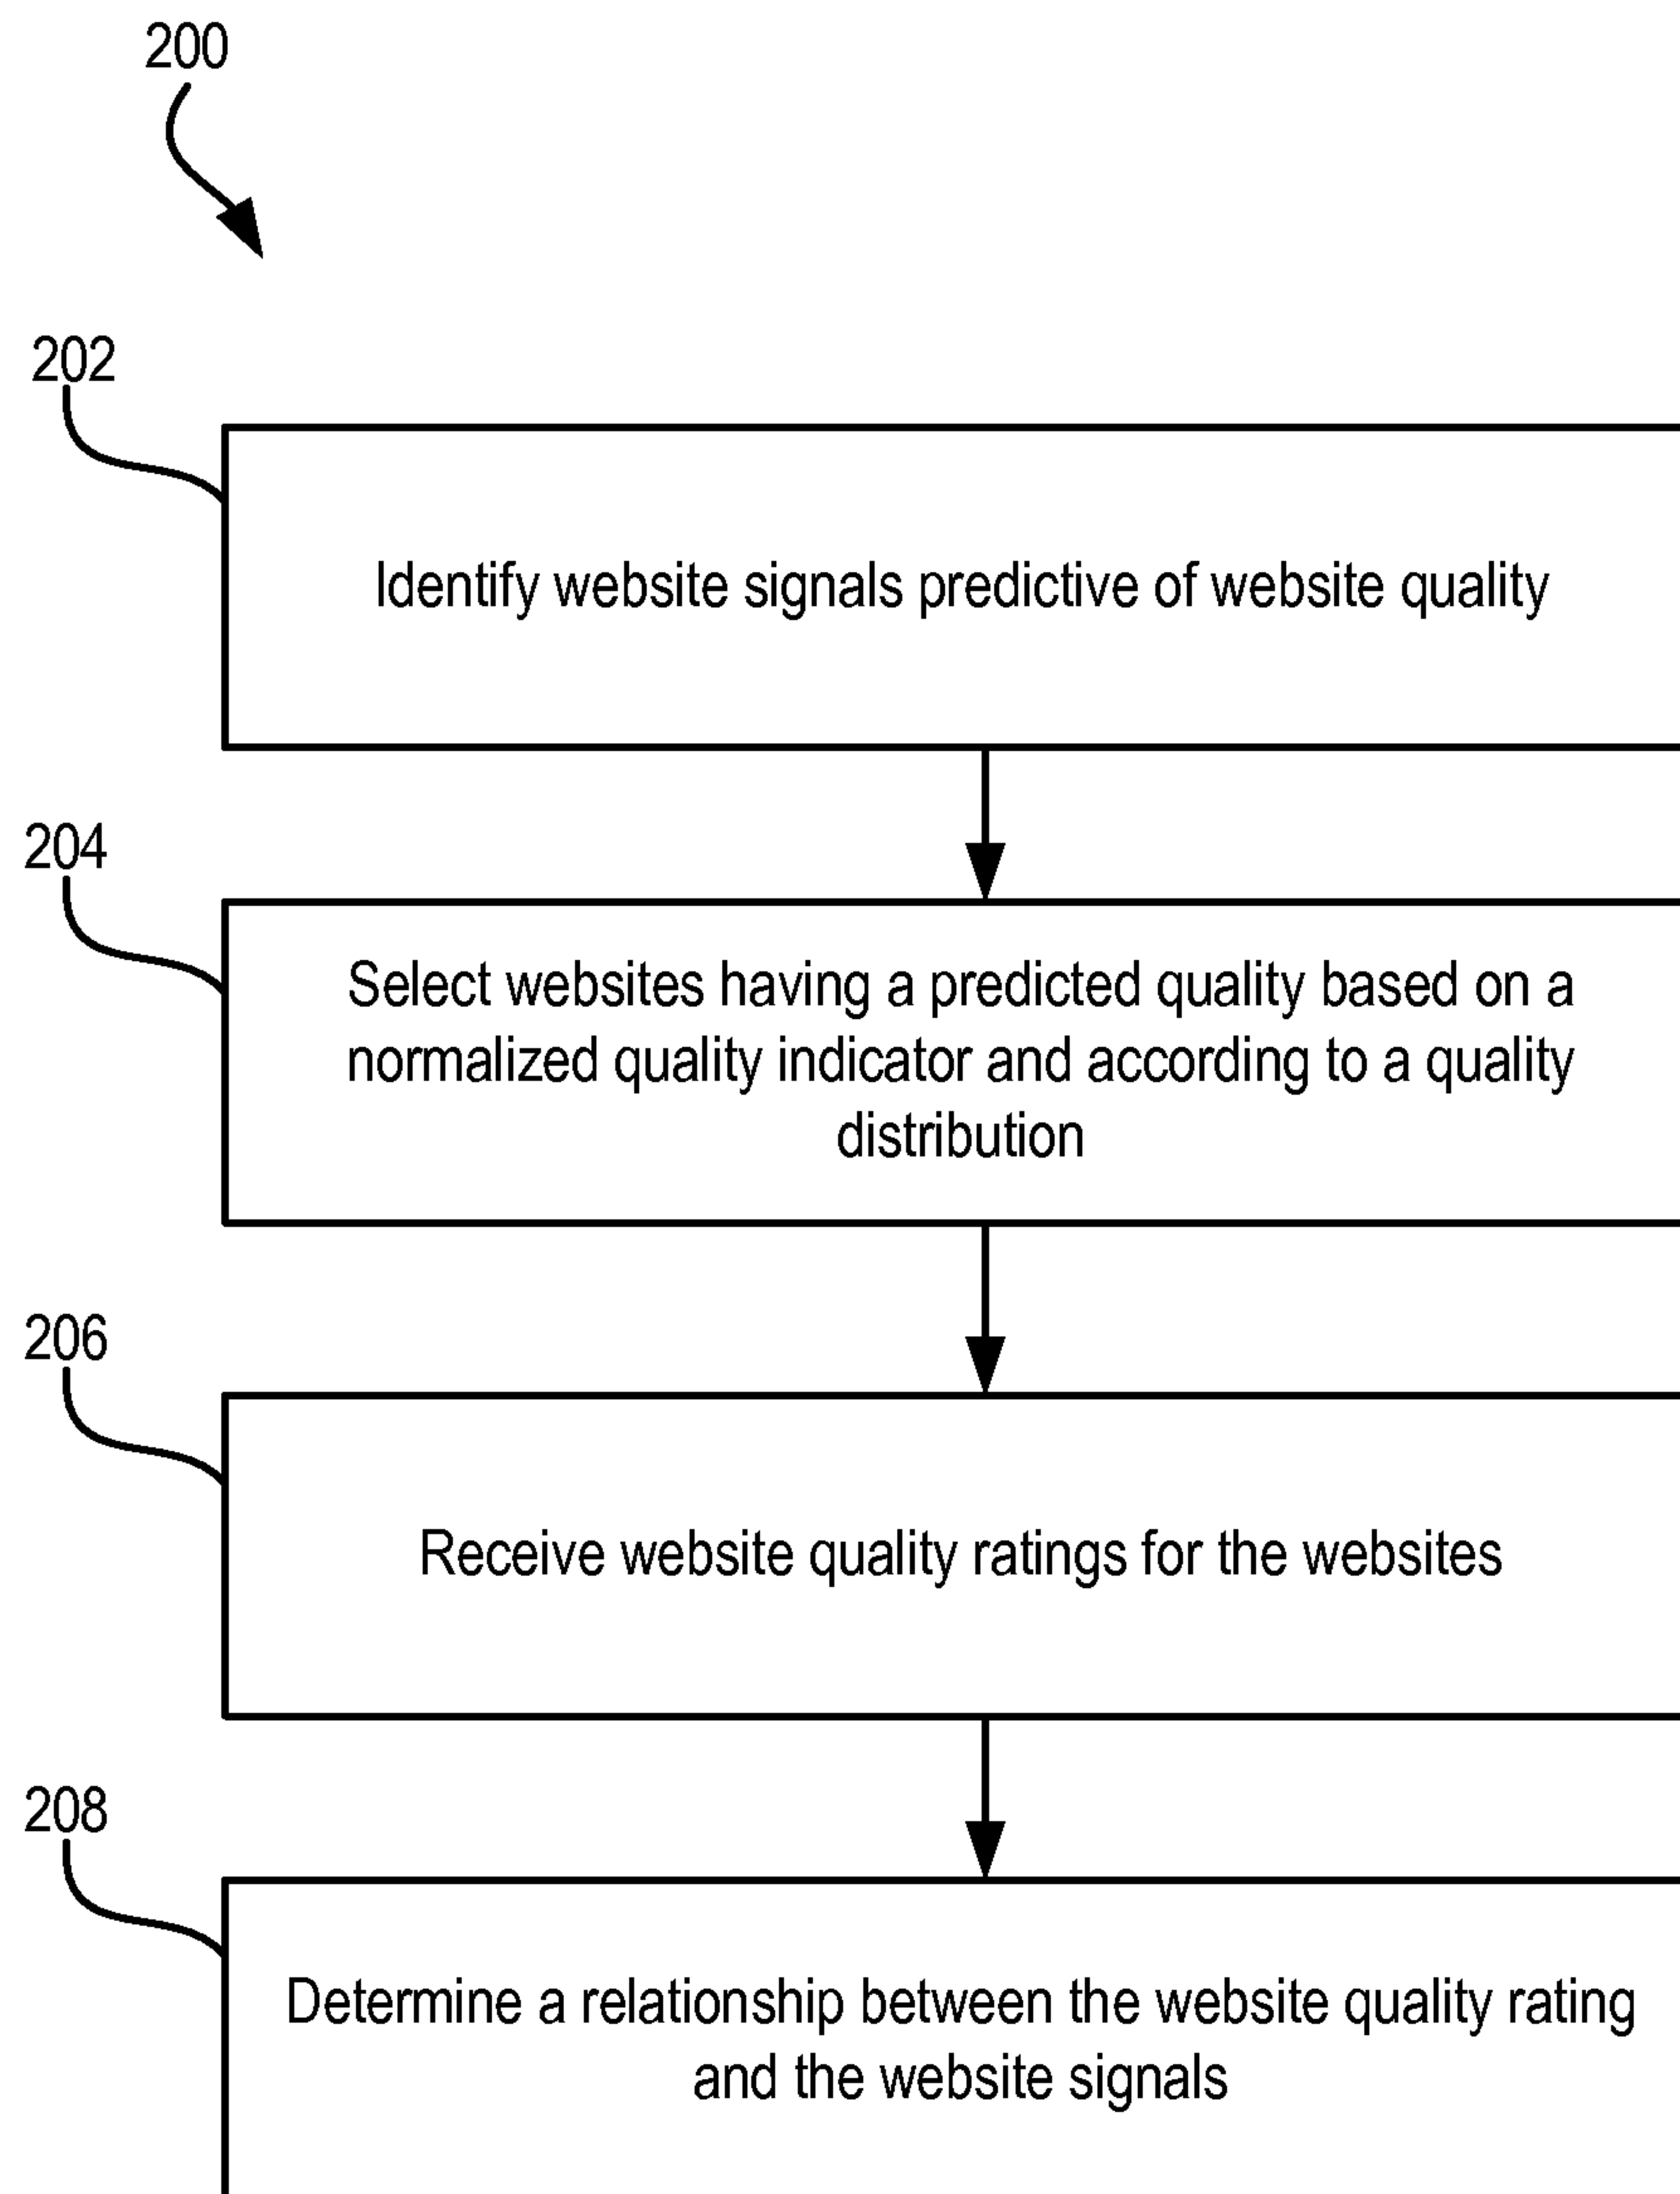 200
202
Identify website signals predictive of website quality
204
Select websites having a predicted quality based on a
normalized quality indicator and according to a quality
distribution
206
Receive website quality ratings for the websites
208
Determine a relationship between the website quality rating
and the website signals